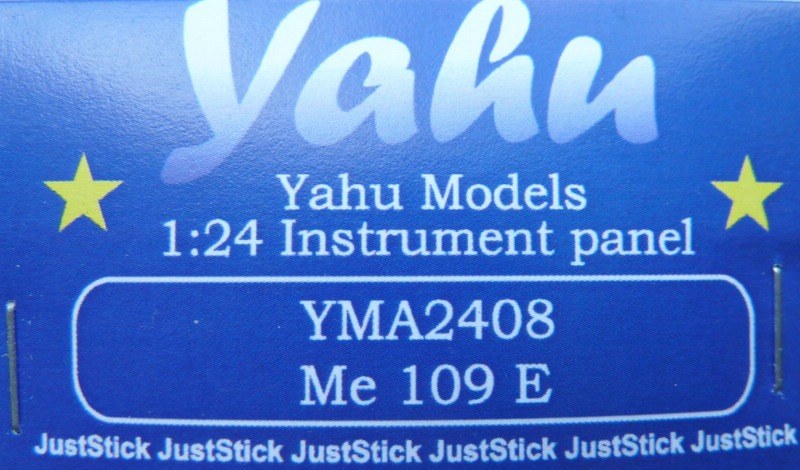 yahu
Yahu Models
1:24 Instrument panel
YMA2408
Me 109 E
JustStick JustStick JustStick JustStick JustStick JustStick